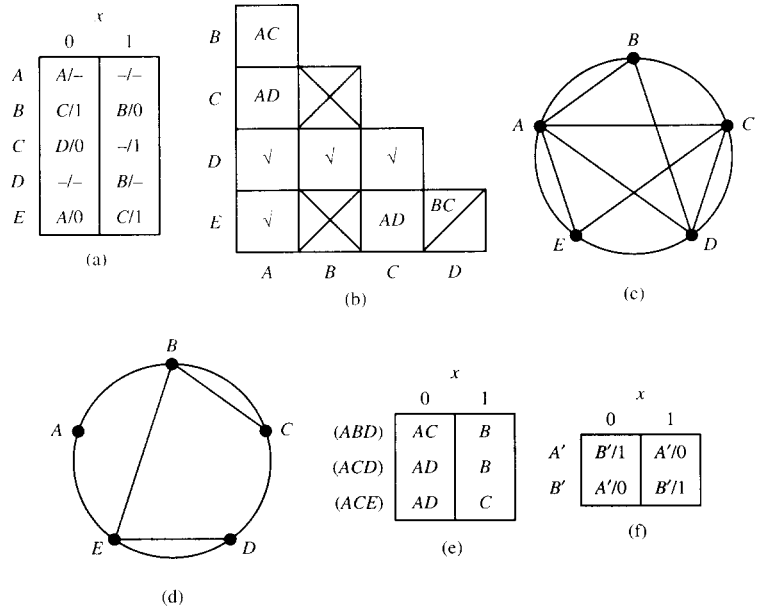 x
0 1
A A/– –/–
B C/1 B/0
C D/0 –/1
D –/– B/–
E A/0 C/1
(a)
B AC
C AD
D √ √ √
E √ AD BC
A B C D
(b)
B
A C
E D
(c)
B
A C
E D
(d)
x
0 1
(ABD) AC B
(ACD) AD B
(ACE) AD C
(e)
x
0 1
A′ B′/1 A′/0
B′ A′/0 B′/1
(f)